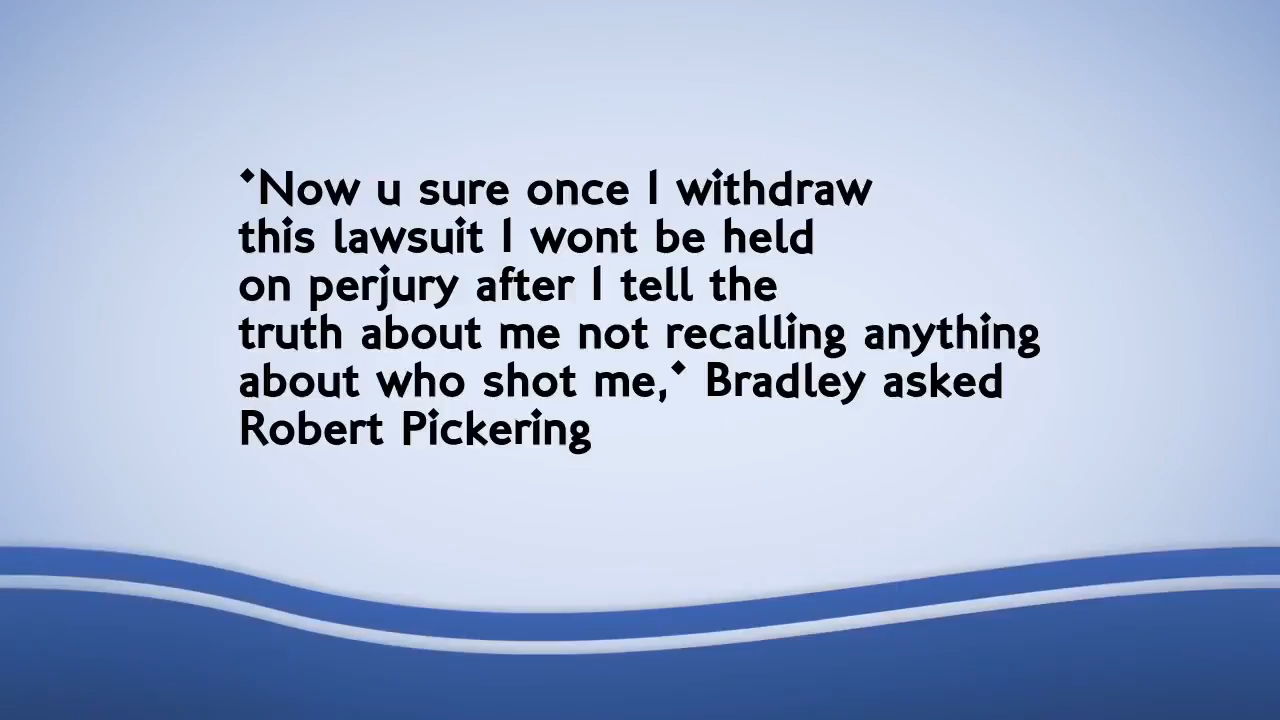 "Now u sure once I withdraw
this lawsuit I wont be held
on perjury after I tell the
truth about me not recalling anything
about who shot me," Bradley asked
Robert Pickering